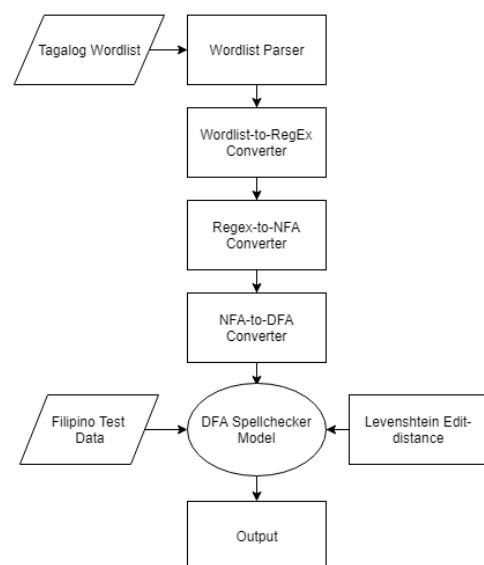 Tagalog Wordlist
Wordlist Parser
Wordlist-to-RegEx
Converter
Regex-to-NFA
Converter
NFA-to-DFA
Converter
Filipino Test
Data
DFA Spellchecker
Model
Levenshtein Edit-
distance
Output